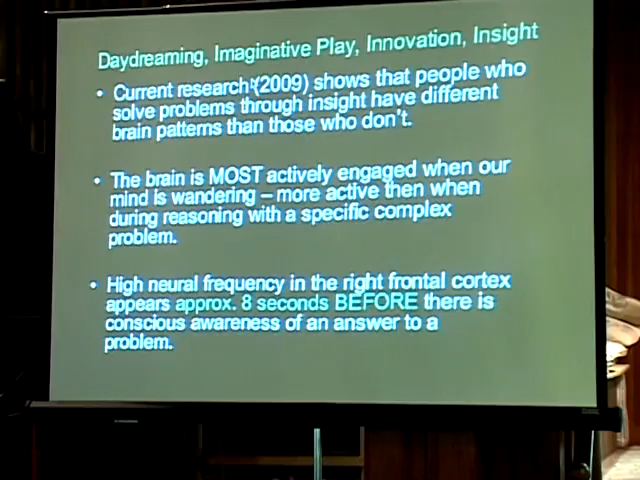 Daydreaming, Imaginative Play, Innovation, Insight
• Current research (2009) shows that people who
solve problems through insight have different
brain patterns than those who don't.
• The brain is MOST actively engaged when our
mind is wandering – more active then when
during reasoning with a specific complex
problem.
• High neural frequency in the right frontal cortex
appears approx. 8 seconds BEFORE there is
conscious awareness of an answer to a
problem.